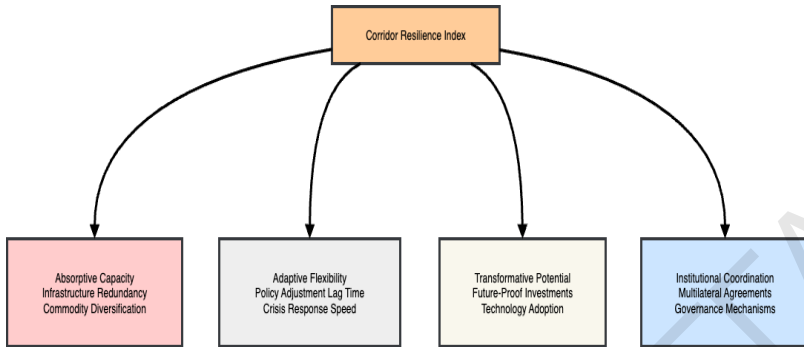 Corridor Resilience Index
Absorptive Capacity
Infrastructure Redundancy
Commodity Diversification
Adaptive Flexibility
Policy Adjustment Lag Time
Crisis Response Speed
Transformative Potential
Future-Proof Investments
Technology Adoption
Institutional Coordination
Multilateral Agreements
Governance Mechanisms